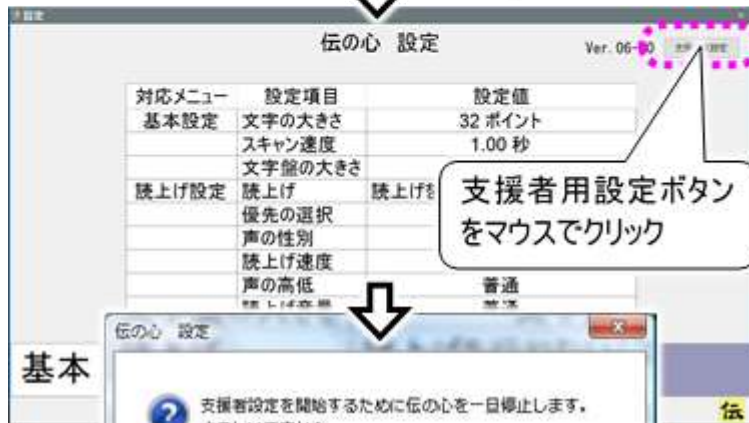 伝の心 設定
Ver. 06-
対応メニュー 設定項目 設定値
基本設定 文字の大きさ 32 ポイント
スキャン速度 1.00 秒
文字盤の大きさ
読上げ設定 読上げ 読上げを
優先の選択
声の性別
読上げ速度
声の高低 普通
支援者用設定ボタン
をマウスでクリック
伝の心 設定
基本
支援者設定を開始するために伝の心を一旦停止します。
伝